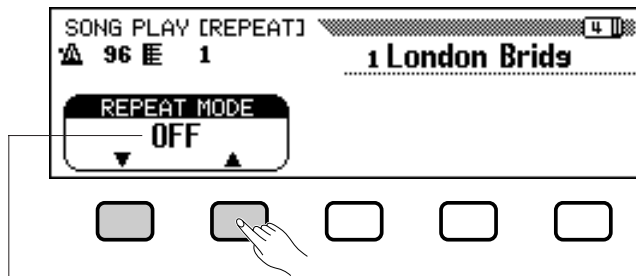 SONG PLAY [REPEAT] 4
96 1 1 London Bridg
REPEAT MODE
OFF
▼ ▲